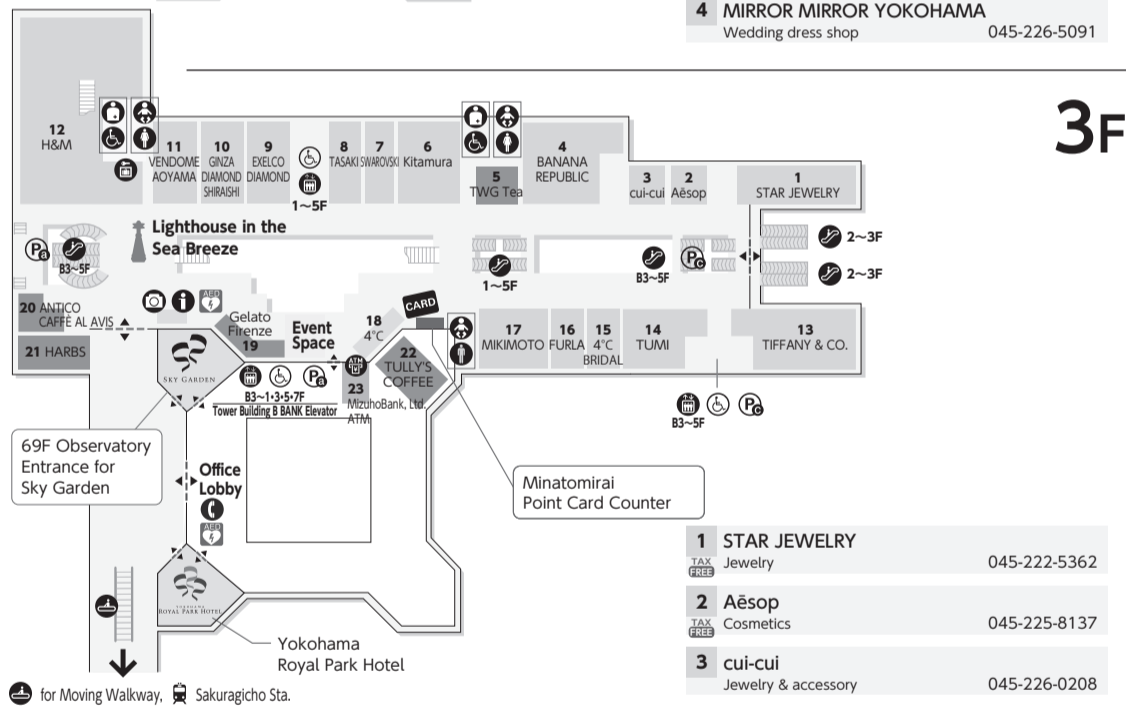 4 MIRROR MIRROR YOKOHAMA
Wedding dress shop 045-226-5091
3F
12
H&M
11
VENDOME
AOYAMA
10
GINZA
DIAMOND
SHIRAISHI
9
EXELCO
DIAMOND
1～5F
8
TASAKI
7
SWAROVSKI
6
Kitamura
5
TWG Tea
4
BANANA
REPUBLIC
3
cui-cui
2
Aēsop
1
STAR JEWELRY
Lighthouse in the
Sea Breeze
Pa
B3～5F
1～5F
B3～5F
Pc
2～3F
2～3F
20 ANTICO
CAFFÈ AL AVIS
21 HARBS
AED
SKY GARDEN
Gelato
Firenze
19
Event
Space
18
4°C
CARD
22
TULLY'S
COFFEE
ATM
23
MizuhoBank, Ltd.
ATM
Pa
B3～1・3・5・7F
Tower Building B BANK Elevator
17
MIKIMOTO
16
FURLA
15
4°C
BRIDAL
14
TUMI
13
TIFFANY & CO.
B3～5F
Pc
69F Observatory
Entrance for
Sky Garden
Office
Lobby
AED
Minatomirai
Point Card Counter
YOKOHAMA
ROYAL PARK HOTEL
Yokohama
Royal Park Hotel
for Moving Walkway, Sakuragicho Sta.
1 STAR JEWELRY
TAX FREE Jewelry 045-222-5362
2 Aēsop
TAX FREE Cosmetics 045-225-8137
3 cui-cui
Jewelry & accessory 045-226-0208